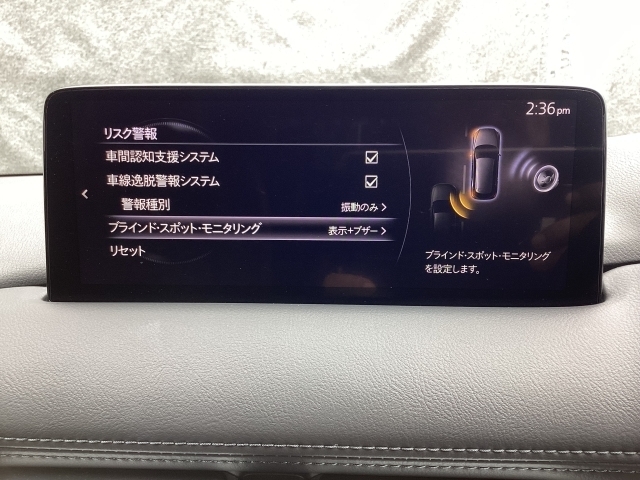 2:36pm
リスク警報
車間認知支援システム
車線逸脱警報システム
警報種別 振動のみ
ブラインド・スポット・モニタリング 表示+ブザー
リセット
ブラインド・スポット・モニタリング
を設定します。